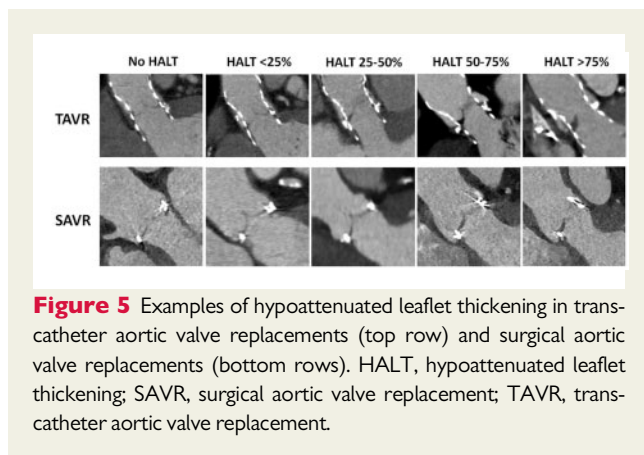 No HALT HALT <25% HALT 25-50% HALT 50-75% HALT >75%
TAVR
SAVR
Figure 5 Examples of hypoattenuated leaflet thickening in trans-
catheter aortic valve replacements (top row) and surgical aortic
valve replacements (bottom rows). HALT, hypoattenuated leaflet
thickening; SAVR, surgical aortic valve replacement; TAVR, trans-
catheter aortic valve replacement.